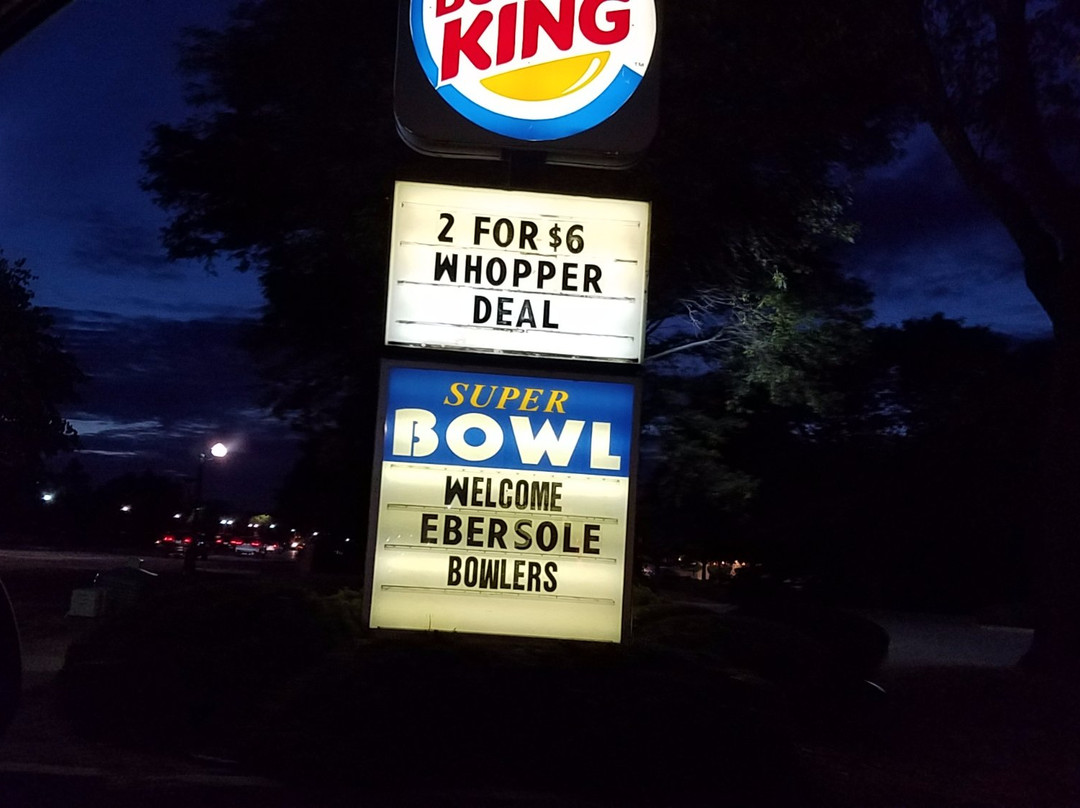 KING
2 FOR $6
WHOPPER
DEAL
SUPER
BOWL
WELCOME
EBERSOLE
BOWLERS